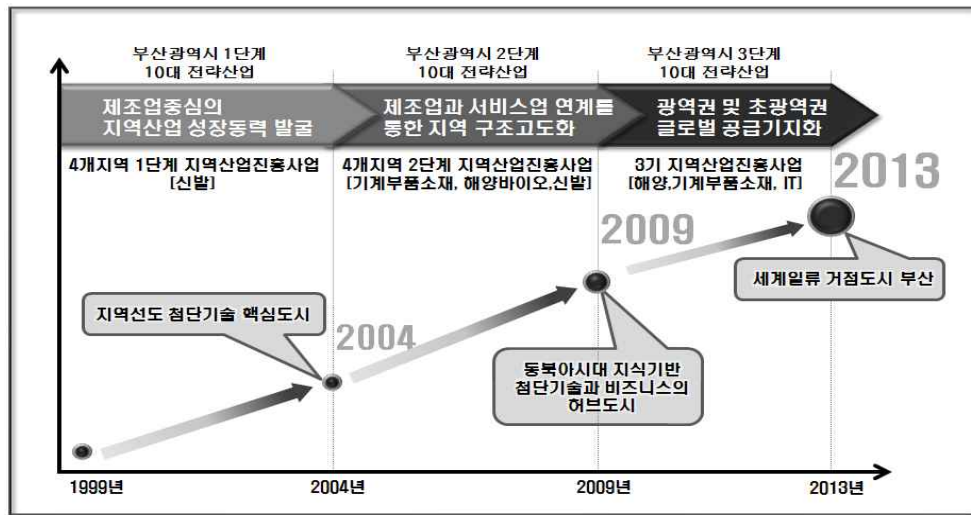 부산광역시 1단계
10대 전략산업
부산광역시 2단계
10대 전략산업
부산광역시 3단계
10대 전략산업
제조업중심의
지역산업 성장동력 발굴
제조업과 서비스업 연계를
통한 지역 구조고도화
광역권 및 초광역권
글로벌 공급기지화
4개지역 1단계 지역산업진흥사업
[신발]
4개지역 2단계 지역산업진흥사업
[기계부품소재, 해양바이오,신발]
3기 지역산업진흥사업
[해양,기계부품소재, IT]
2013
2009
세계일류 거점도시 부산
지역선도 첨단기술 핵심도시
2004
동북아시대 지식기반
첨단기술과 비즈니스의
허브도시
1999년
2004년
2009년
2013년